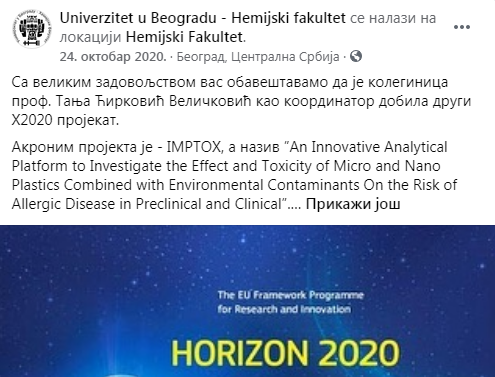 Univerzitet u Beogradu - Hemijski fakultet се налази на
локацији Hemijski Fakultet.
24. октобар 2020. · Београд, Централна Србија ·
Са великим задовољством вас обавештавамо да је колегиница
проф. Тања Ћирковић Величковић као координатор добила други
Х2020 пројекат.
Акроним пројекта је - IMPTOX, а назив “An Innovative Analytical
Platform to Investigate the Effect and Toxicity of Micro and Nano
Plastics Combined with Environmental Contaminants On the Risk of
Allergic Disease in Preclinical and Clinical”.... Прикажи још
The EU Framework Programme
for Research and Innovation
HORIZON 2020